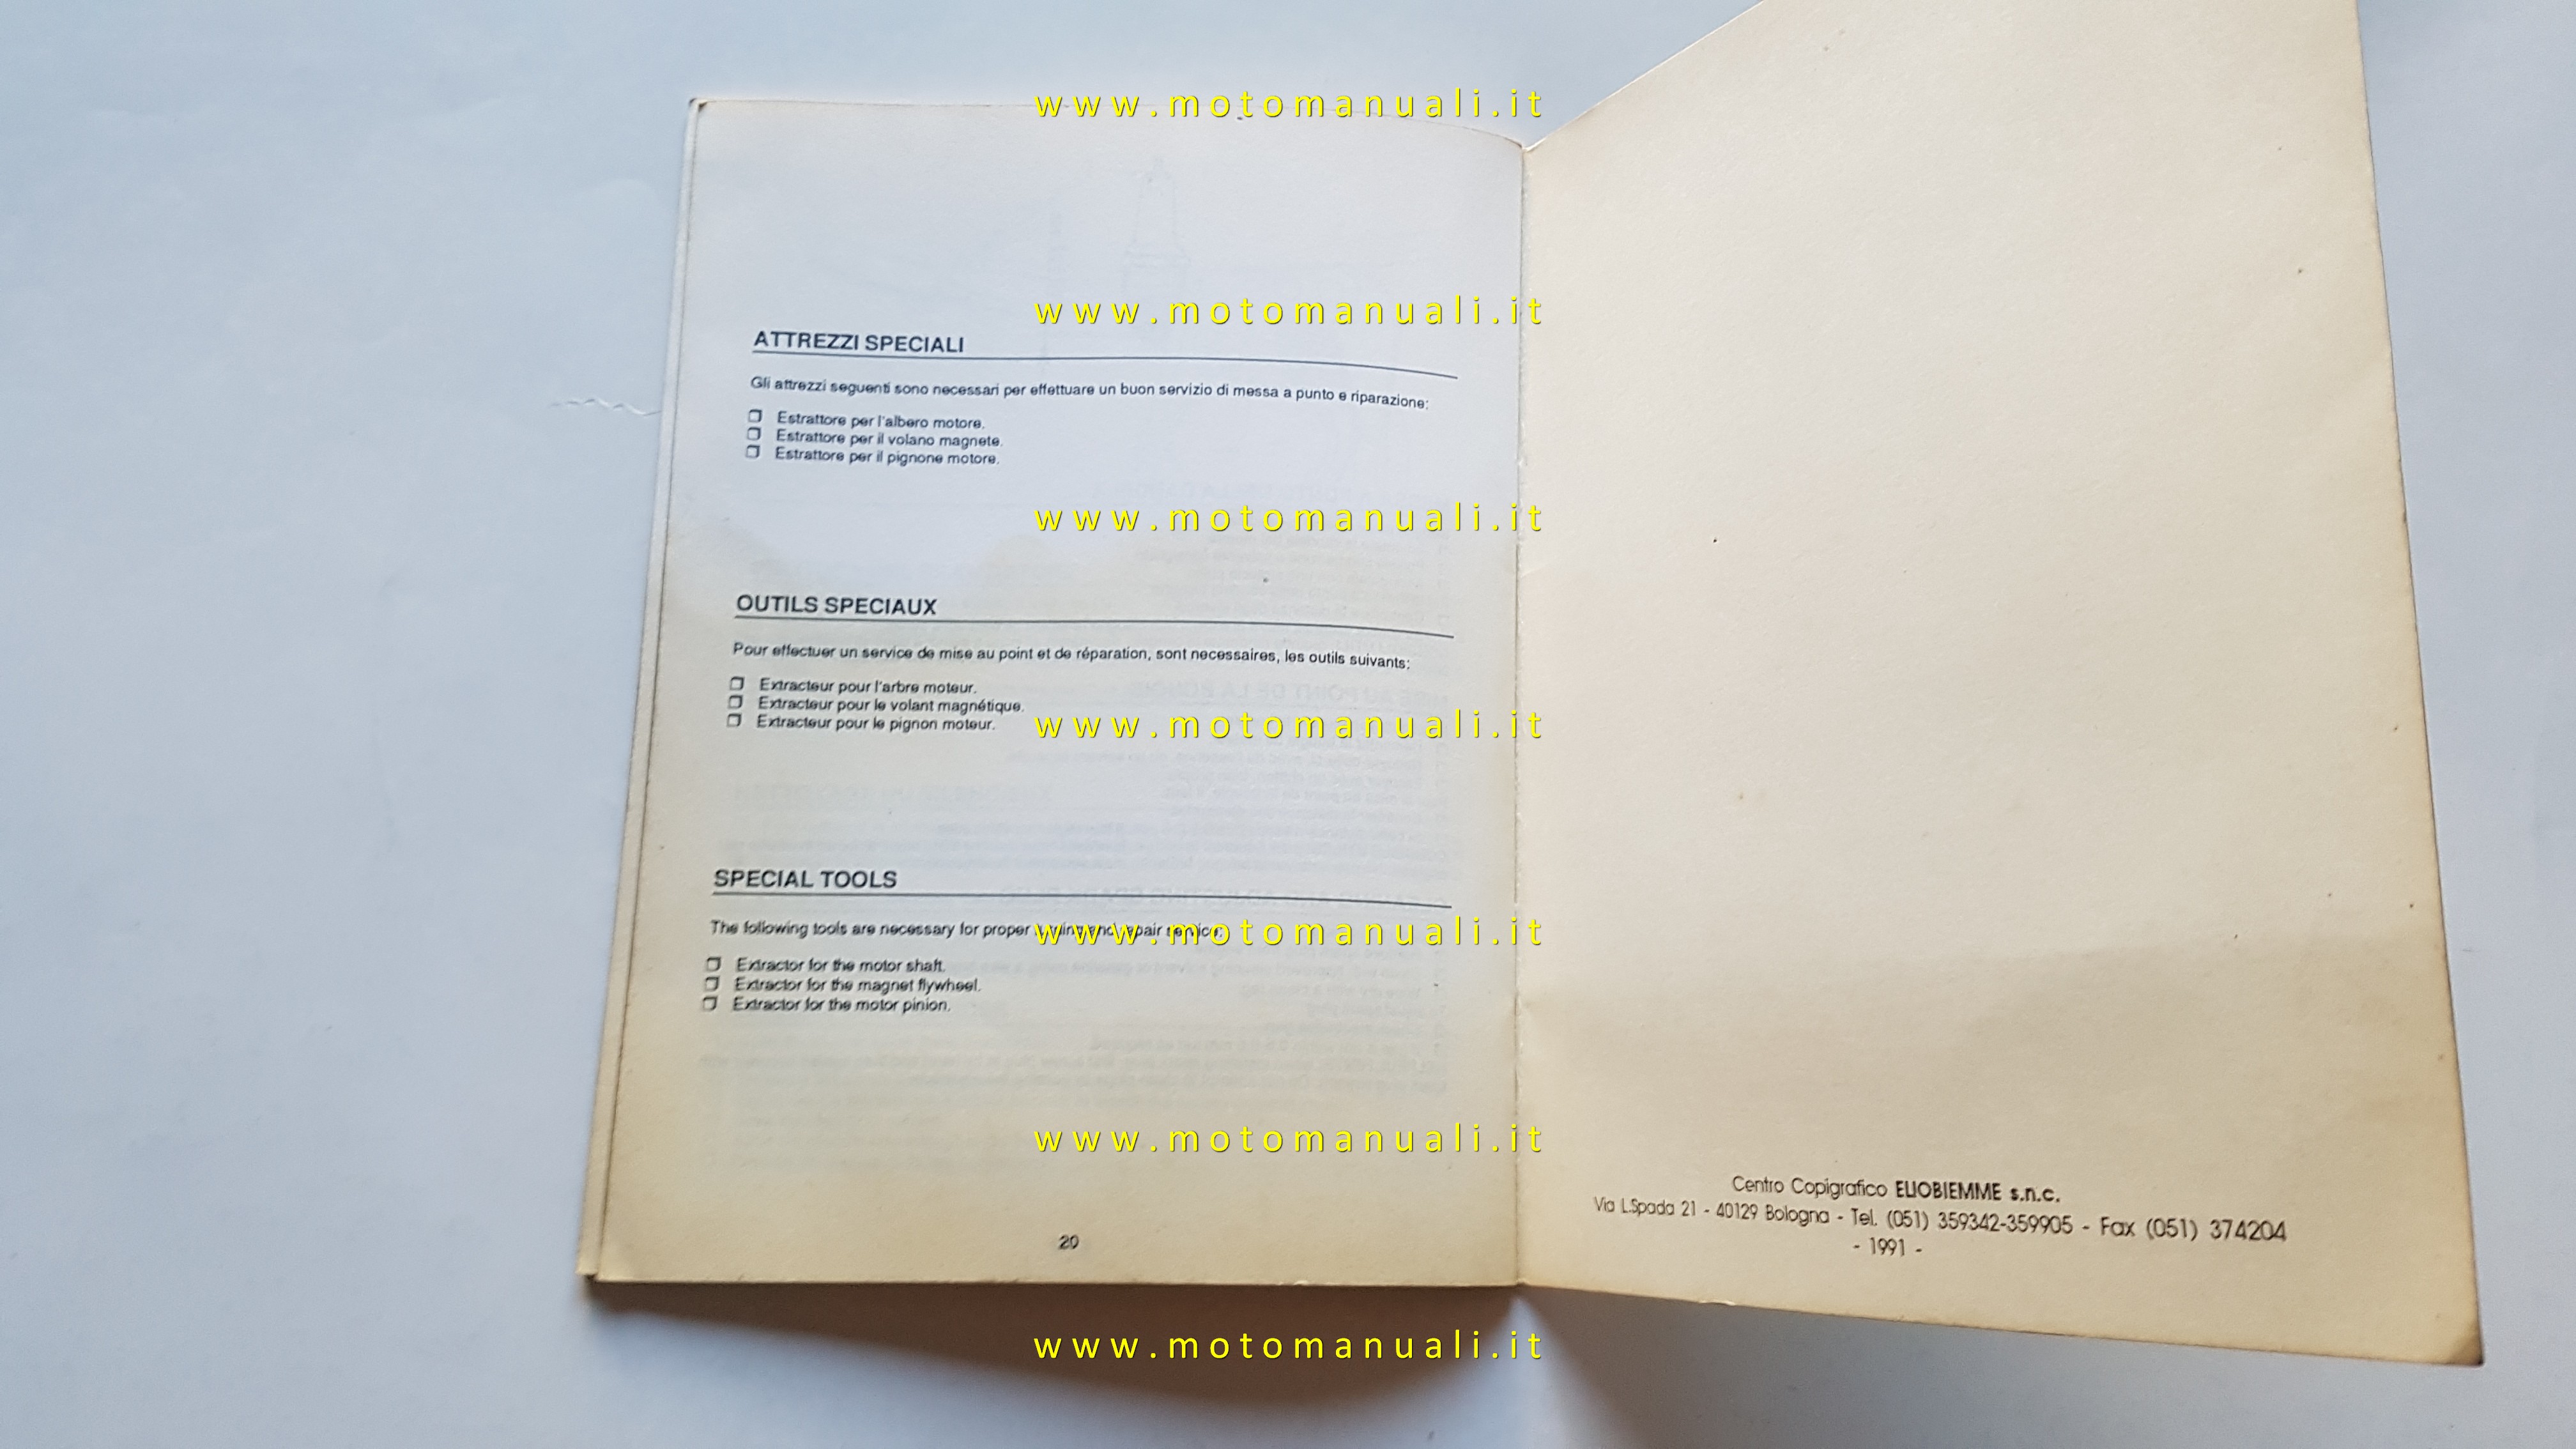 www.motomanuali.it
www.motomanuali.it
ATTREZZI SPECIALI
Gli attrezzi seguenti sono necessari per effettuare un buon servizio di messa a punto e riparazione:
❒ Estrattore per l'albero motore.
❒ Estrattore per il volano magnete.
❒ Estrattore per il pignone motore.
www.motomanuali.it
OUTILS SPECIAUX
Pour effectuer un service de mise au point et de réparation, sont necessaires, les outils suivants:
❒ Extracteur pour l'arbre moteur.
❒ Extracteur pour le volant magnétique.
❒ Extracteur pour le pignon moteur.
www.motomanuali.it
SPECIAL TOOLS
The following tools are necessary for proper tuning and repair service:
www.motomanuali.it
❒ Extractor for the motor shaft.
❒ Extractor for the magnet flywheel.
❒ Extractor for the motor pinion.
www.motomanuali.it
20
www.motomanuali.it
Centro Copigrafico ELIOBIEMME s.n.c.
Via L.Spada 21 - 40129 Bologna - Tel. (051) 359342-359905 - Fax (051) 374204
- 1991 -